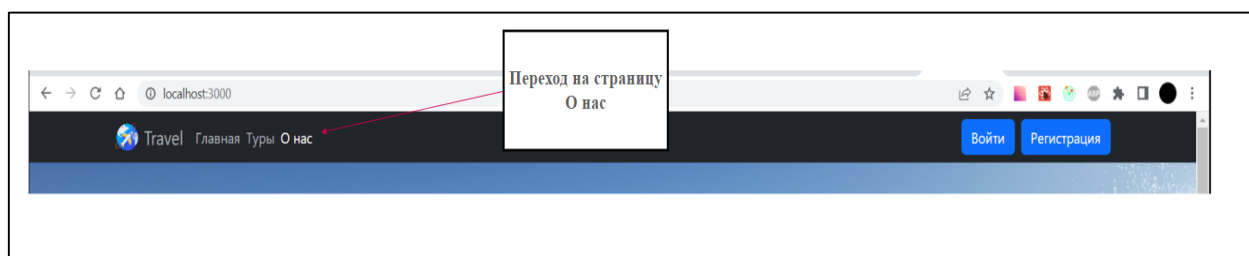 Переход на страницу
О нас
localhost:3000
Travel Главная Туры О нас Войти Регистрация